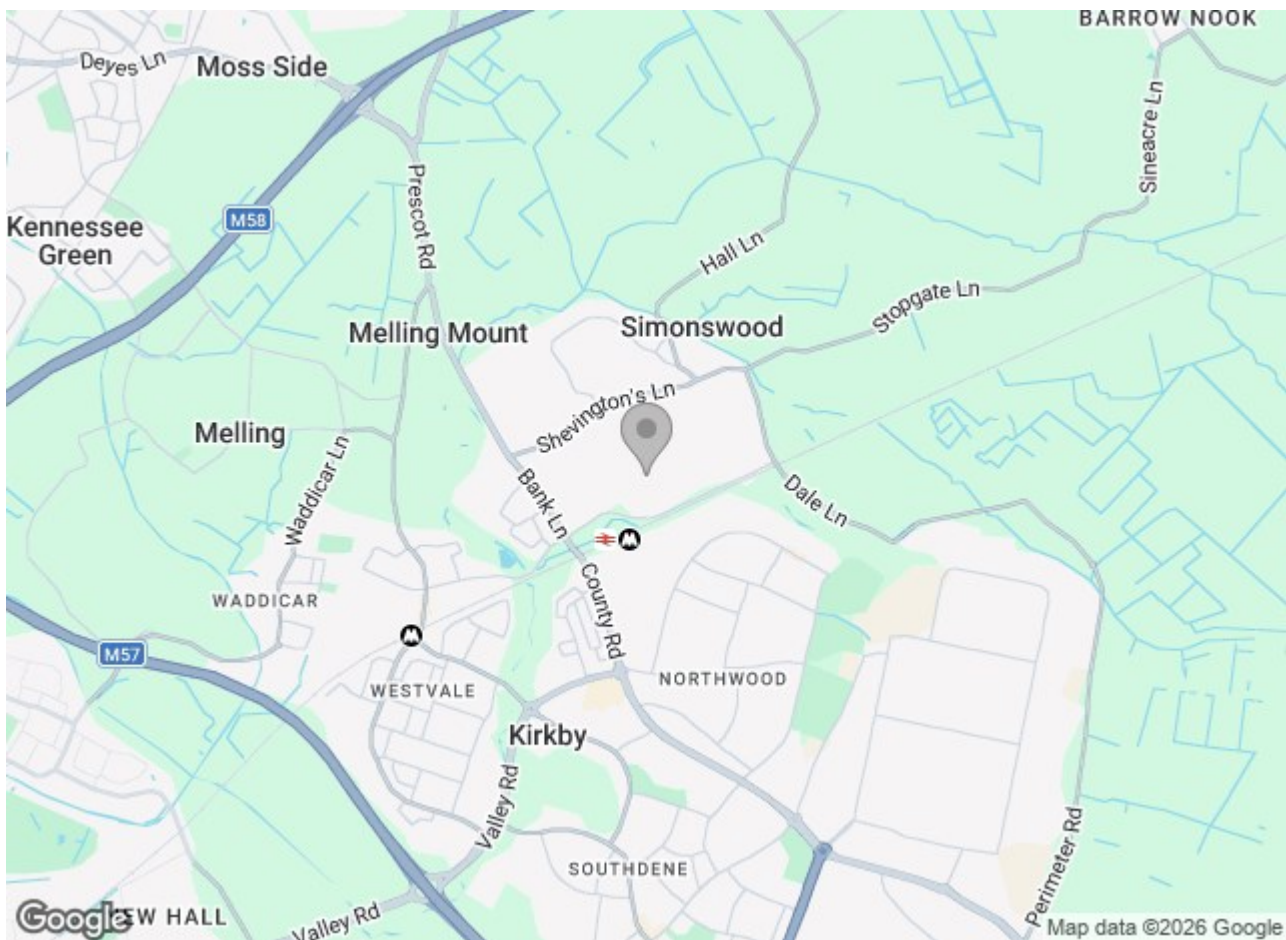 BARROW NOOK
Deyes Ln
Moss Side
Sineacre Ln
Prescot Rd
M58
Kennessee
Green
Hall Ln
Stopgate Ln
Melling Mount
Simonswood
Shevington's Ln
Melling
Waddicar Ln
Bank Ln
Dale Ln
County Rd
WADDICAR
M57
WESTVALE
NORTHWOOD
Kirkby
Valley Rd
SOUTHDENE
Perimeter Rd
Google
EW HALL
Valley Rd
Map data ©2026 Google